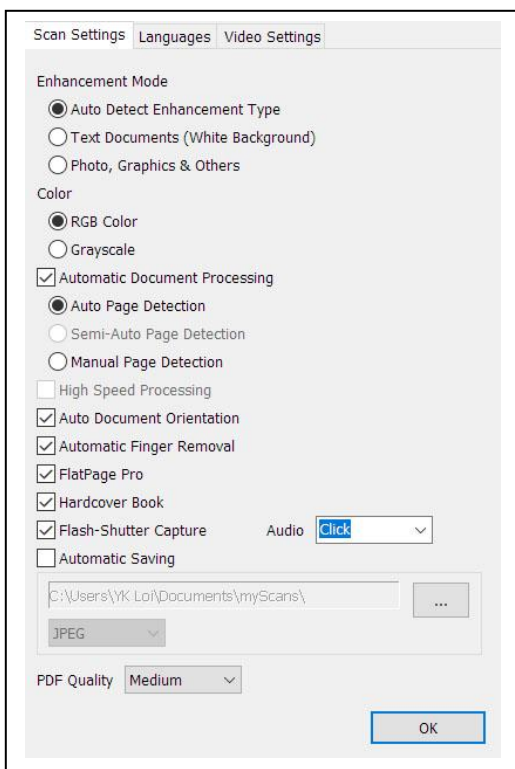 Scan Settings Languages Video Settings
Enhancement Mode
Auto Detect Enhancement Type
Text Documents (White Background)
Photo, Graphics & Others
Color
RGB Color
Grayscale
Automatic Document Processing
Auto Page Detection
Semi-Auto Page Detection
Manual Page Detection
High Speed Processing
Auto Document Orientation
Automatic Finger Removal
FlatPage Pro
Hardcover Book
Flash-Shutter Capture Audio Click
Automatic Saving
C:\Users\YK Loi\Documents\myScans\ ...
JPEG
PDF Quality Medium
OK